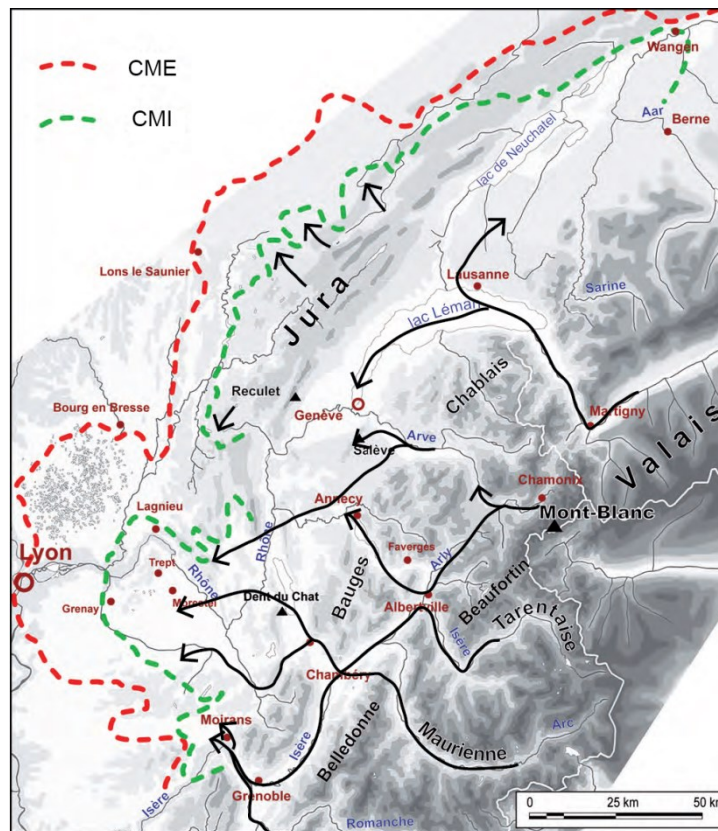 CME
CMI
Wangen
Aar
Berne
lac de Neuchatel
Lons le Saunier
Lausanne
Sarine
lac Léman
Jura
Reculet
Chablais
Bourg en Bresse
Genève
Martigny
Arve
Salève
Valais
Lagnieu
Annecy
Chamonix
Mont-Blanc
Rhône
Lyon
Trept
Rhône
Faverges
Arly
Bauges
Beaufortin
Grenay
Morestel
Dent du Chat
Albertville
Isère
Tarentaise
Chambéry
Moirans
Isère
Belledonne
Maurienne
Arc
Isère
Grenoble
Romanche
0 25 km 50 km